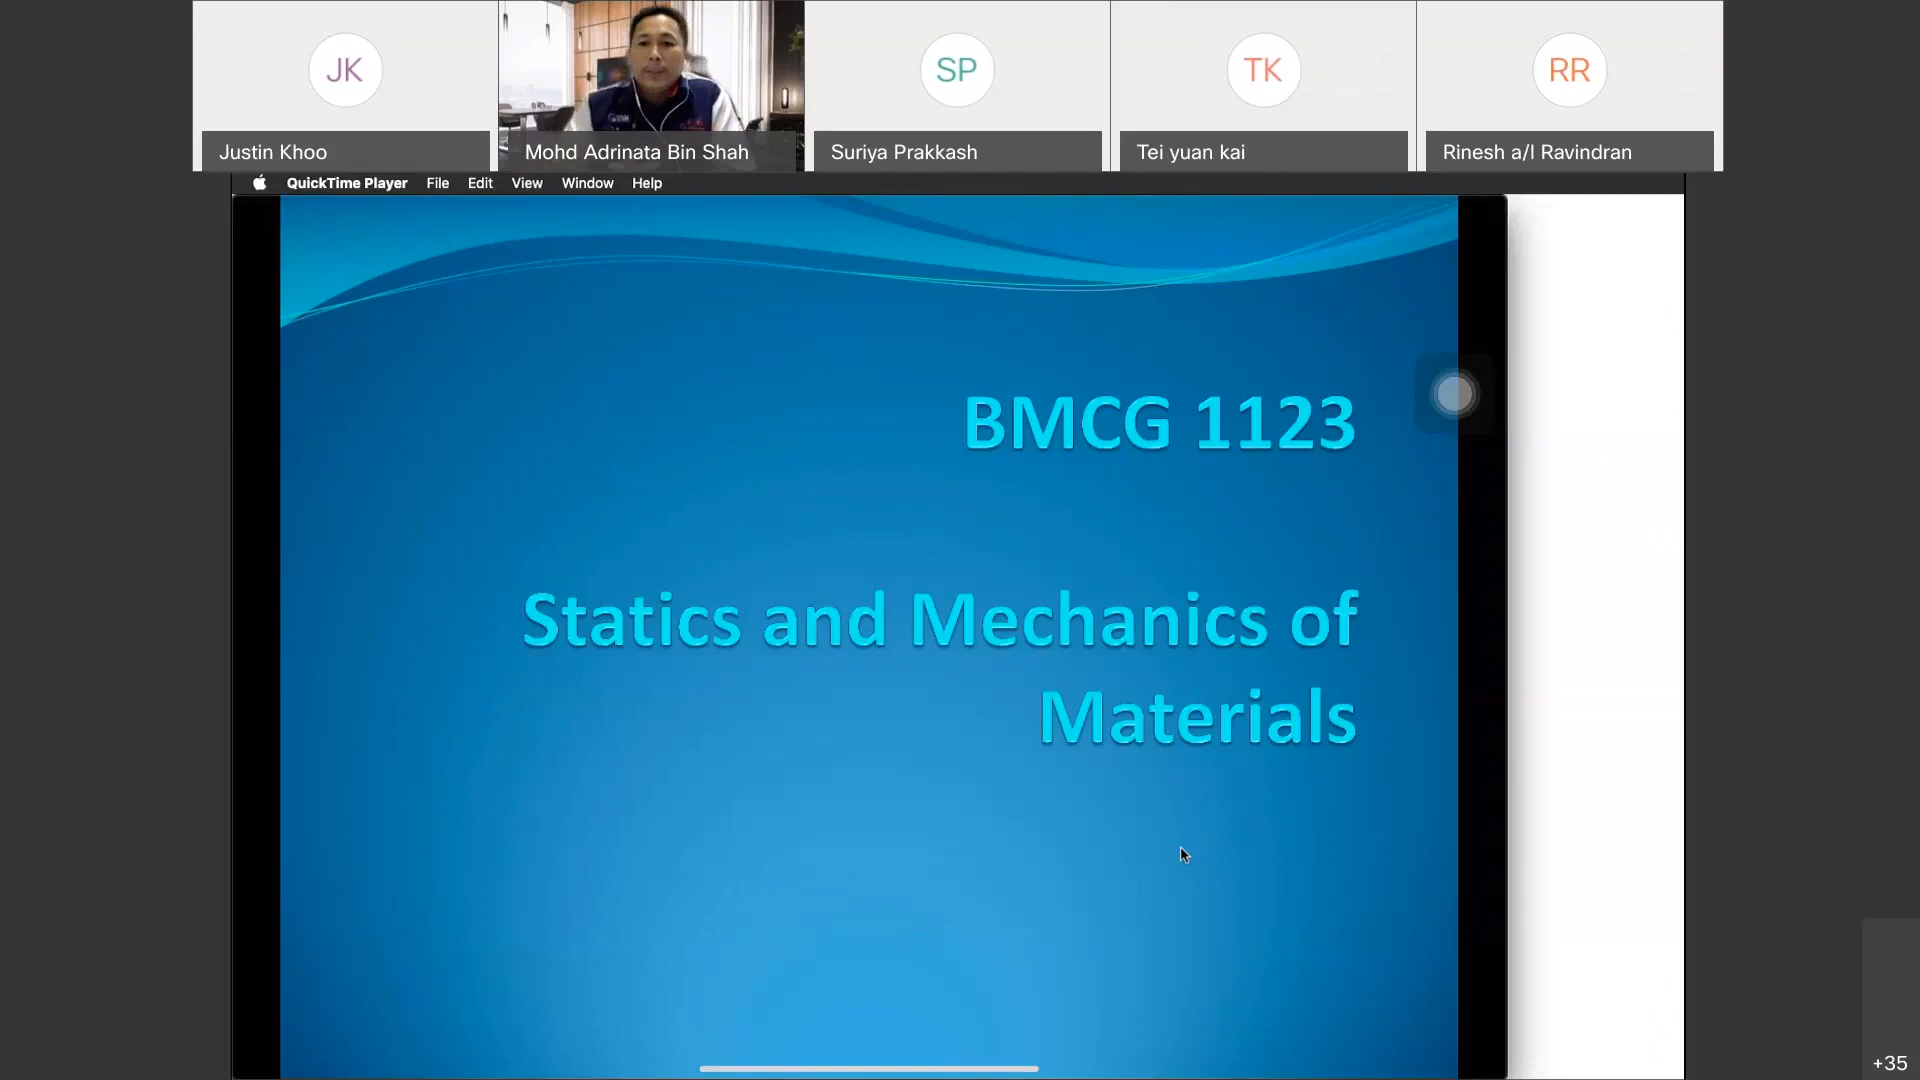 JK
SP
TK
RR
Justin Khoo
Mohd Adrinata Bin Shah
Suriya Prakkash
Tei yuan kai
Rinesh a/l Ravindran
QuickTime Player File Edit View Window Help
BMCG 1123
Statics and Mechanics of
Materials
+35